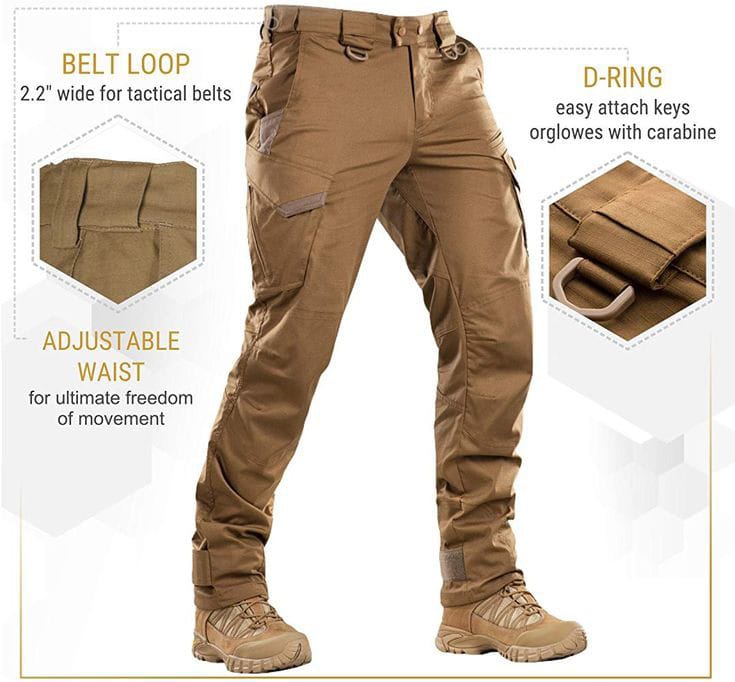 BELT LOOP
2.2" wide for tactical belts
D-RING
easy attach keys
orglowes with carabine
ADJUSTABLE
WAIST
for ultimate freedom
of movement